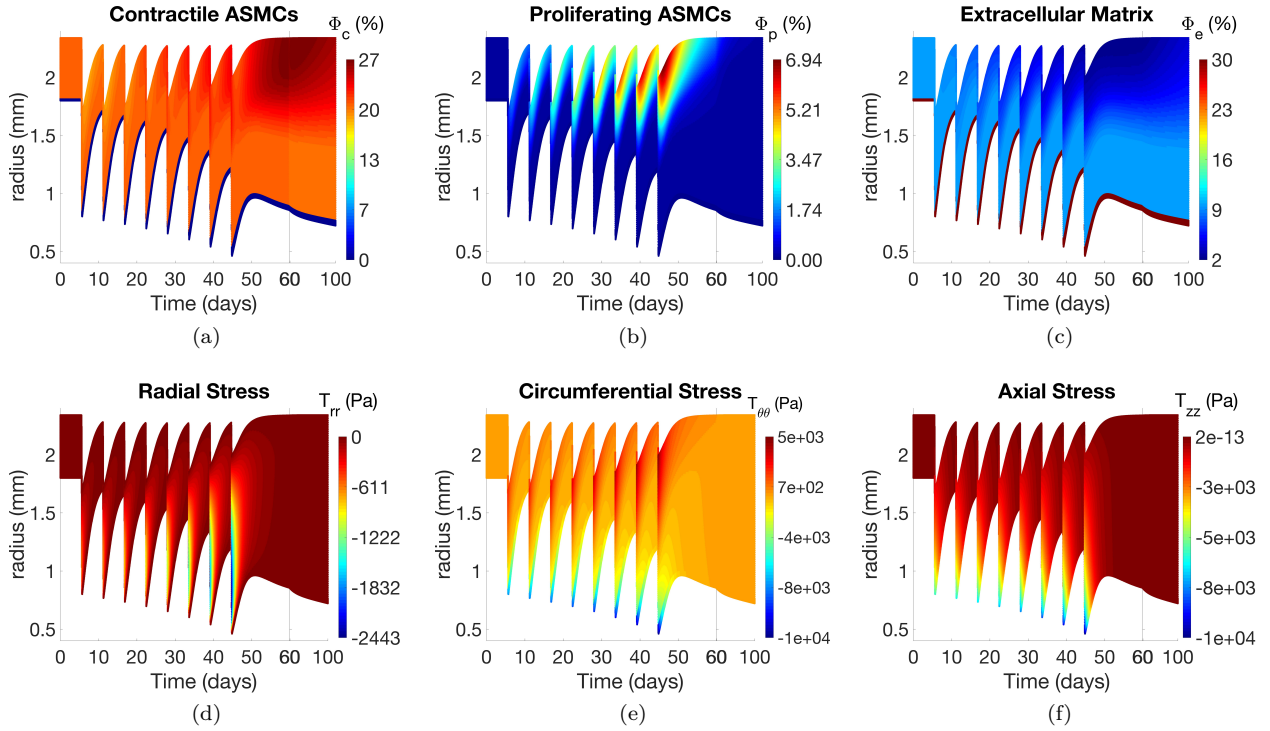 Contractile ASMCs
Φc (%)
27
20
13
7
0
radius (mm)
2
1.5
1
0.5
0 10 20 30 40 50 60 100
Time (days)
(a)
Proliferating ASMCs
Φp (%)
6.94
5.21
3.47
1.74
0.00
radius (mm)
2
1.5
1
0.5
0 10 20 30 40 50 60 100
Time (days)
(b)
Extracellular Matrix
Φe (%)
30
23
16
9
2
radius (mm)
2
1.5
1
0.5
0 10 20 30 40 50 60 100
Time (days)
(c)
Radial Stress
Trr (Pa)
0
-611
-1222
-1832
-2443
radius (mm)
2
1.5
1
0.5
0 10 20 30 40 50 60 100
Time (days)
(d)
Circumferential Stress
Tθθ (Pa)
5e+03
7e+02
-4e+03
-8e+03
-1e+04
radius (mm)
2
1.5
1
0.5
0 10 20 30 40 50 60 100
Time (days)
(e)
Axial Stress
Tzz (Pa)
2e-13
-3e+03
-5e+03
-8e+03
-1e+04
radius (mm)
2
1.5
1
0.5
0 10 20 30 40 50 60 100
Time (days)
(f)